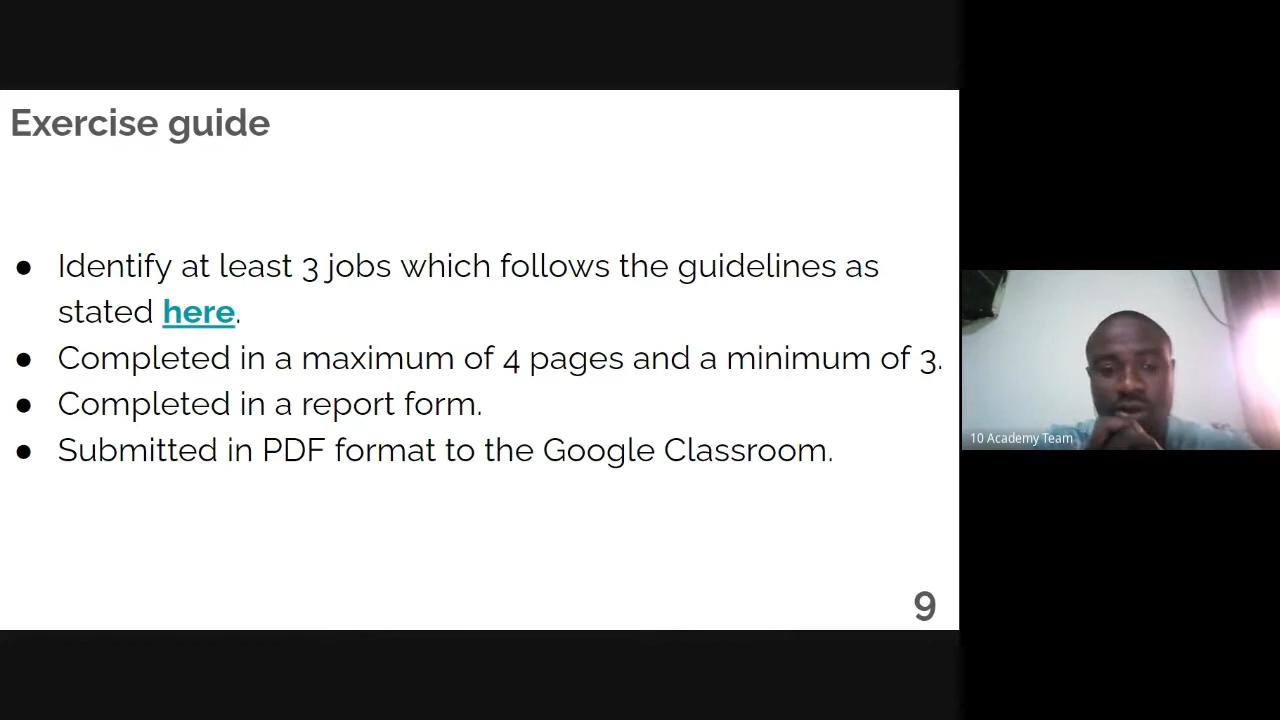 Exercise guide
● Identify at least 3 jobs which follows the guidelines as
stated here.
● Completed in a maximum of 4 pages and a minimum of 3.
● Completed in a report form.
● Submitted in PDF format to the Google Classroom.
9
10 Academy Team